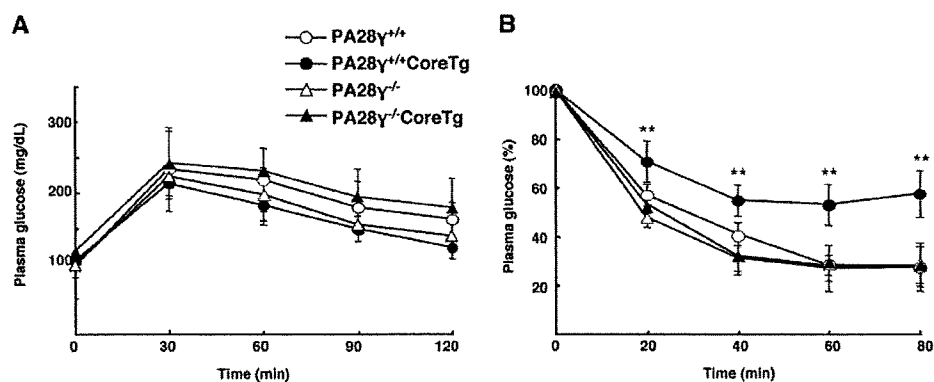 A
B
PA28γ+/+
PA28γ+/+CoreTg
PA28γ-/-
PA28γ-/-CoreTg
Plasma glucose (mg/dL)
300
200
100
0
30
60
90
120
Time (min)
Plasma glucose (%)
100
80
60
40
20
0
20
40
60
80
**
**
**
**
Time (min)